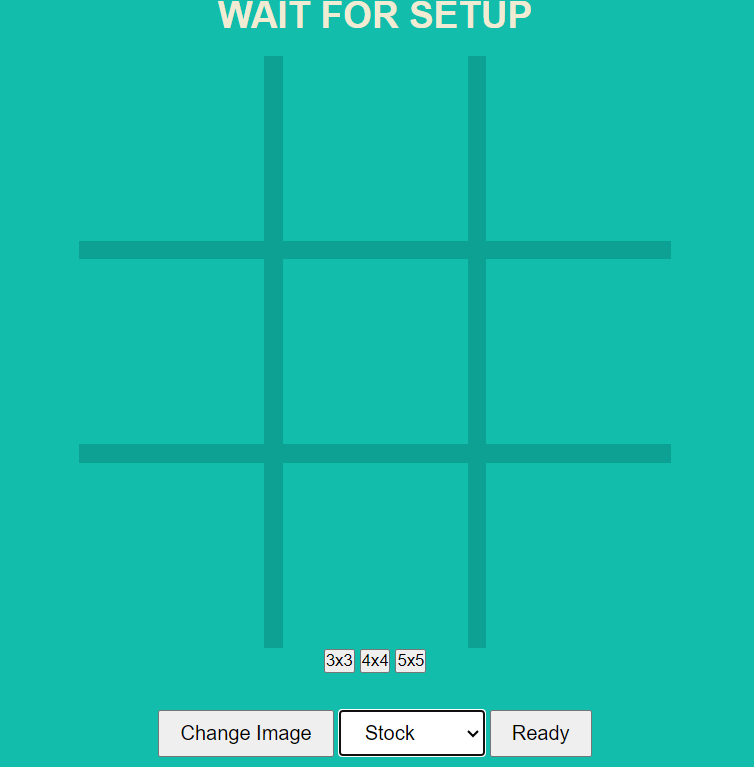 WAIT FOR SETUP
3x3 4x4 5x5
Change Image Stock Ready